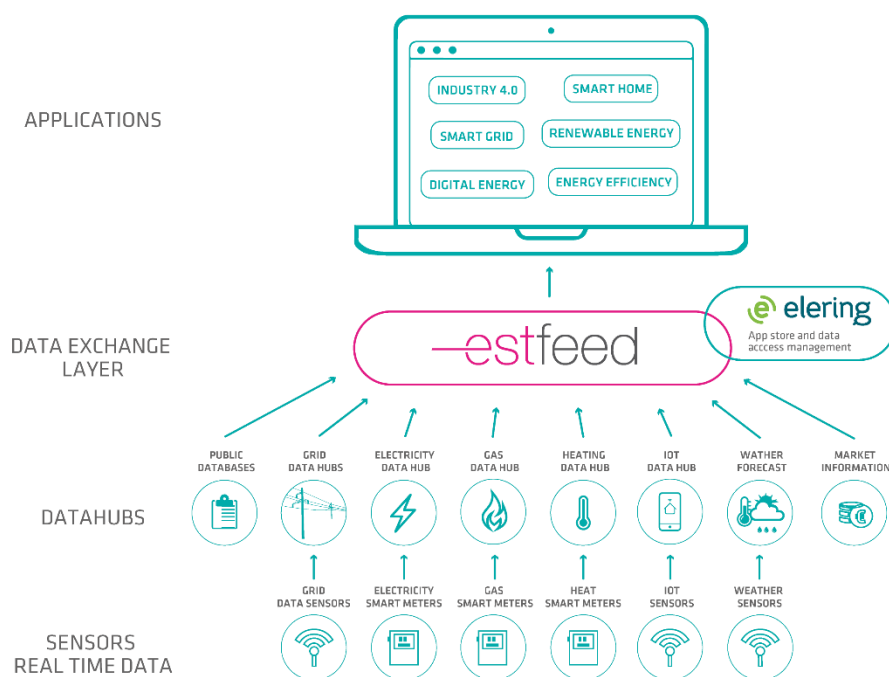 APPLICATIONS
INDUSTRY 4.0
SMART HOME
SMART GRID
RENEWABLE ENERGY
DIGITAL ENERGY
ENERGY EFFICIENCY
DATA EXCHANGE
LAYER
estfeed
e elering
App store and data
access management
PUBLIC
DATABASES
GRID
DATA HUBS
ELECTRICITY
DATA HUB
GAS
DATA HUB
HEATING
DATA HUB
IOT
DATA HUB
WATHER
FORECAST
MARKET
INFORMATION
DATAHUBS
GRID
DATA SENSORS
ELECTRICITY
SMART METERS
GAS
SMART METERS
HEAT
SMART METERS
IOT
SENSORS
WEATHER
SENSORS
SENSORS
REAL TIME DATA